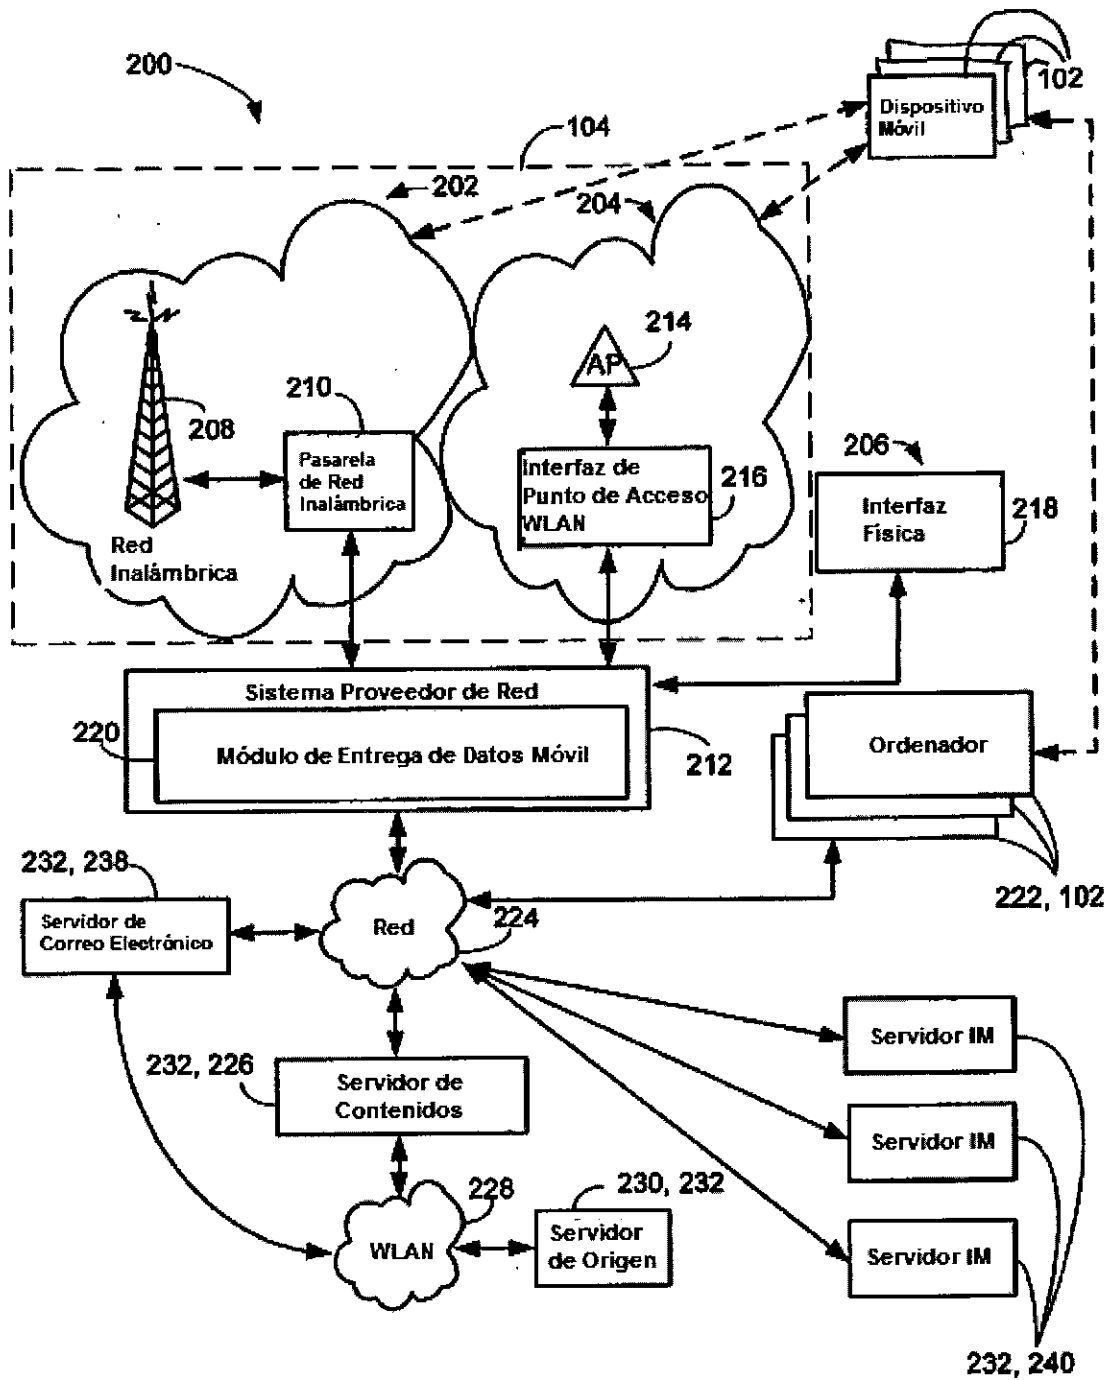 200
102
Dispositivo
Móvil
104
202
204
214
AP
210
208
206
Pasarela
de Red
Inalámbrica
Interfaz de
Punto de Acceso
WLAN
216
Interfaz
Física
218
Red
Inalámbrica
Sistema Proveedor de Red
220
Módulo de Entrega de Datos Móvil
212
Ordenador
232, 238
222, 102
Servidor de
Correo Electrónico
Red
224
232, 226
Servidor de
Contenidos
Servidor IM
Servidor IM
228
230, 232
WLAN
Servidor
de Origen
Servidor IM
232, 240